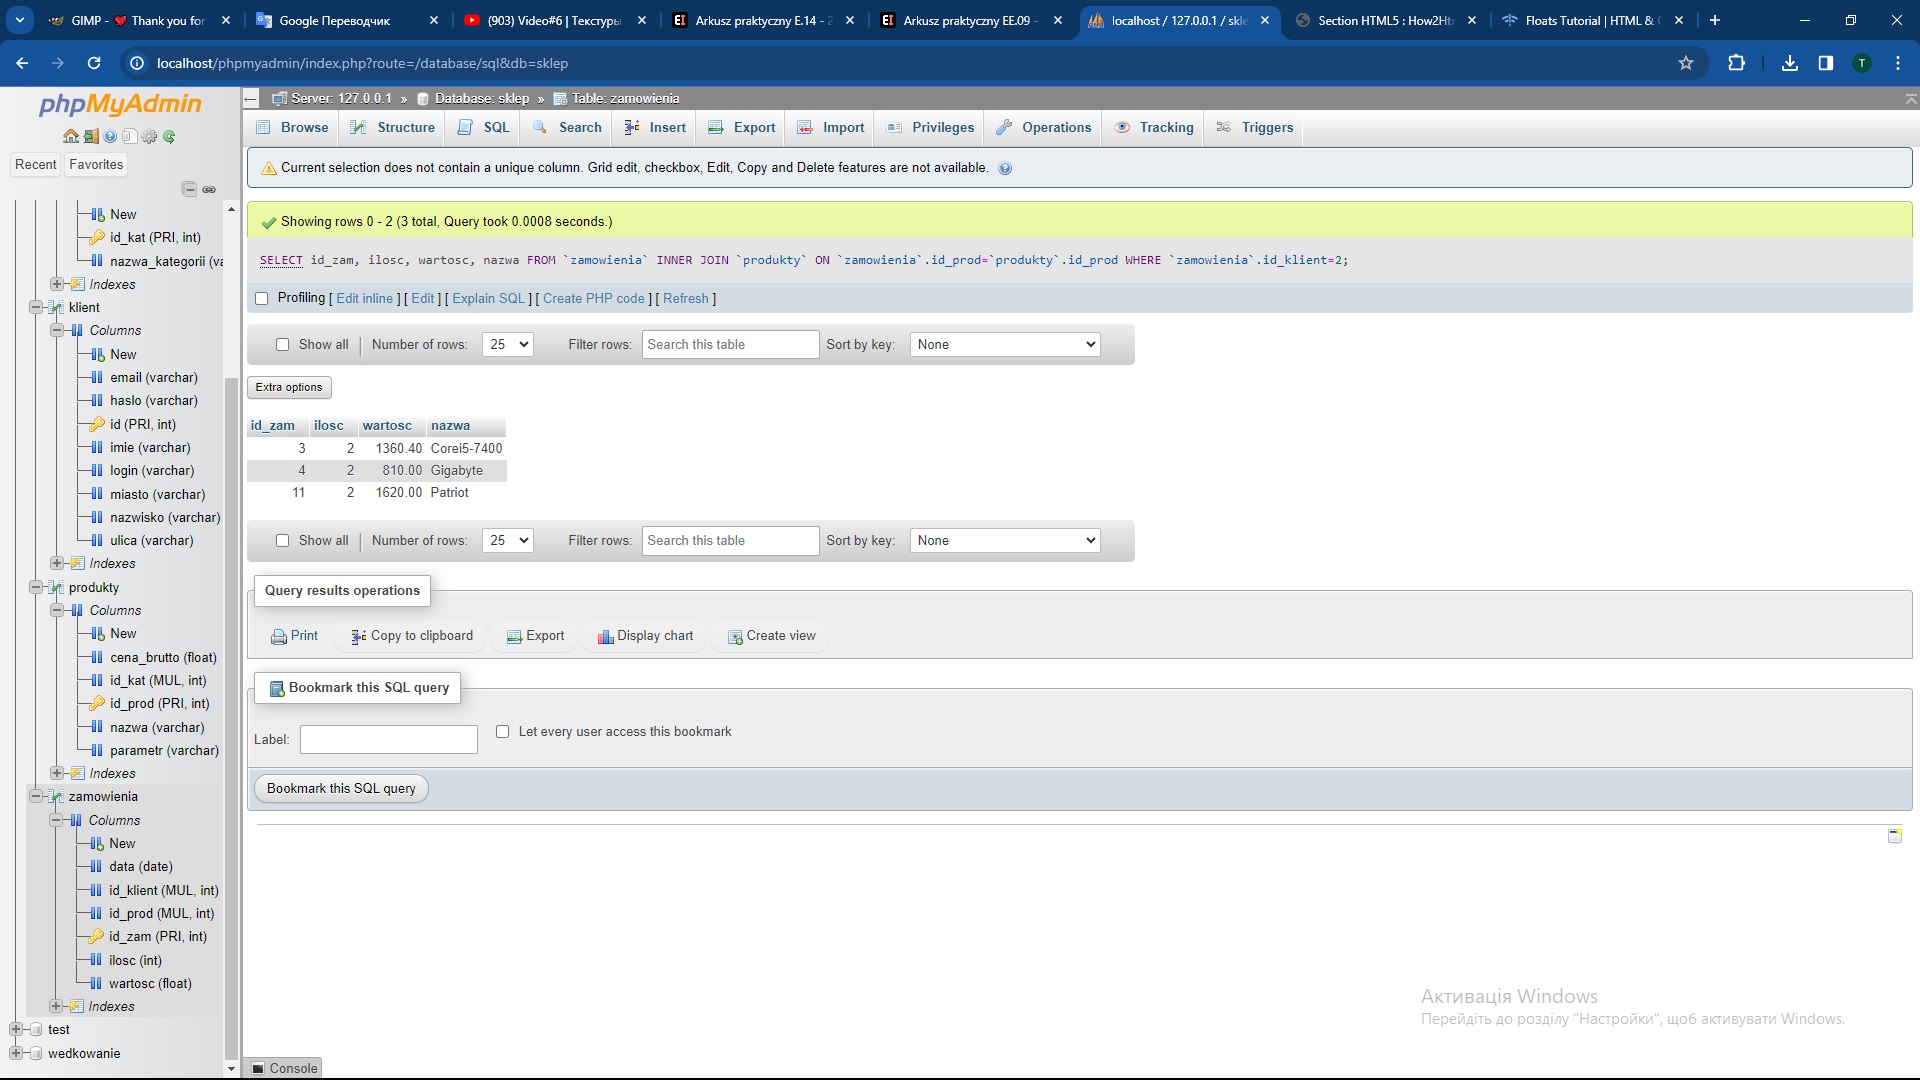 GIMP - ❤️ Thank you for
Google Переводчик
(903) Video#6 | Текстуры
EI Arkusz praktyczny E.14 - 2
EI Arkusz praktyczny EE.09 -
localhost / 127.0.0.1 / skle
Section HTML5 : How2Ht
Floats Tutorial | HTML & C
localhost/phpmyadmin/index.php?route=/database/sql&db=sklep
T
phpMyAdmin
Recent
Favorites
New
id_kat (PRI, int)
nazwa_kategorii (va
Indexes
klient
Columns
New
email (varchar)
haslo (varchar)
id (PRI, int)
imie (varchar)
login (varchar)
miasto (varchar)
nazwisko (varchar)
ulica (varchar)
Indexes
produkty
Columns
New
cena_brutto (float)
id_kat (MUL, int)
id_prod (PRI, int)
nazwa (varchar)
parametr (varchar)
Indexes
zamowienia
Columns
New
data (date)
id_klient (MUL, int)
id_prod (MUL, int)
id_zam (PRI, int)
ilosc (int)
wartosc (float)
Indexes
test
wedkowanie
Server: 127.0.0.1 » Database: sklep » Table: zamowienia
Browse Structure SQL Search Insert Export Import Privileges Operations Tracking Triggers
Current selection does not contain a unique column. Grid edit, checkbox, Edit, Copy and Delete features are not available.
Showing rows 0 - 2 (3 total, Query took 0.0008 seconds.)
SELECT id_zam, ilosc, wartosc, nazwa FROM `zamowienia` INNER JOIN `produkty` ON `zamowienia`.id_prod=`produkty`.id_prod WHERE `zamowienia`.id_klient=2;
Profiling [ Edit inline ] [ Edit ] [ Explain SQL ] [ Create PHP code ] [ Refresh ]
Show all | Number of rows: 25 Filter rows: Search this table Sort by key: None
Extra options
id_zam ilosc wartosc nazwa
3 2 1360.40 Corei5-7400
4 2 810.00 Gigabyte
11 2 1620.00 Patriot
Show all | Number of rows: 25 Filter rows: Search this table Sort by key: None
Query results operations
Print Copy to clipboard Export Display chart Create view
Bookmark this SQL query
Label: Let every user access this bookmark
Bookmark this SQL query
Активація Windows
Перейдіть до розділу "Настройки", щоб активувати Windows.
Console